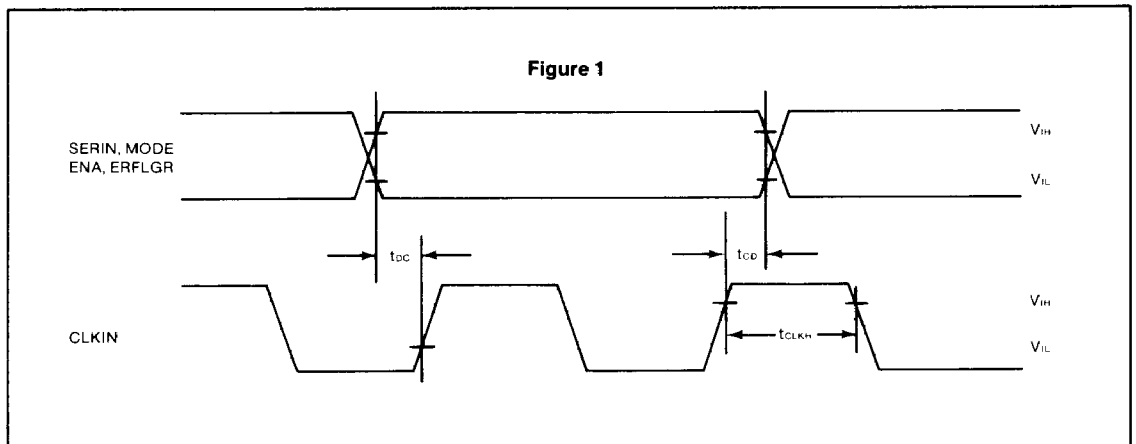 Figure 1
SERIN, MODE
ENA, ERFLGR
VIH
VIL
tDC
tCD
CLKIN
VIH
tCLKH
VIL